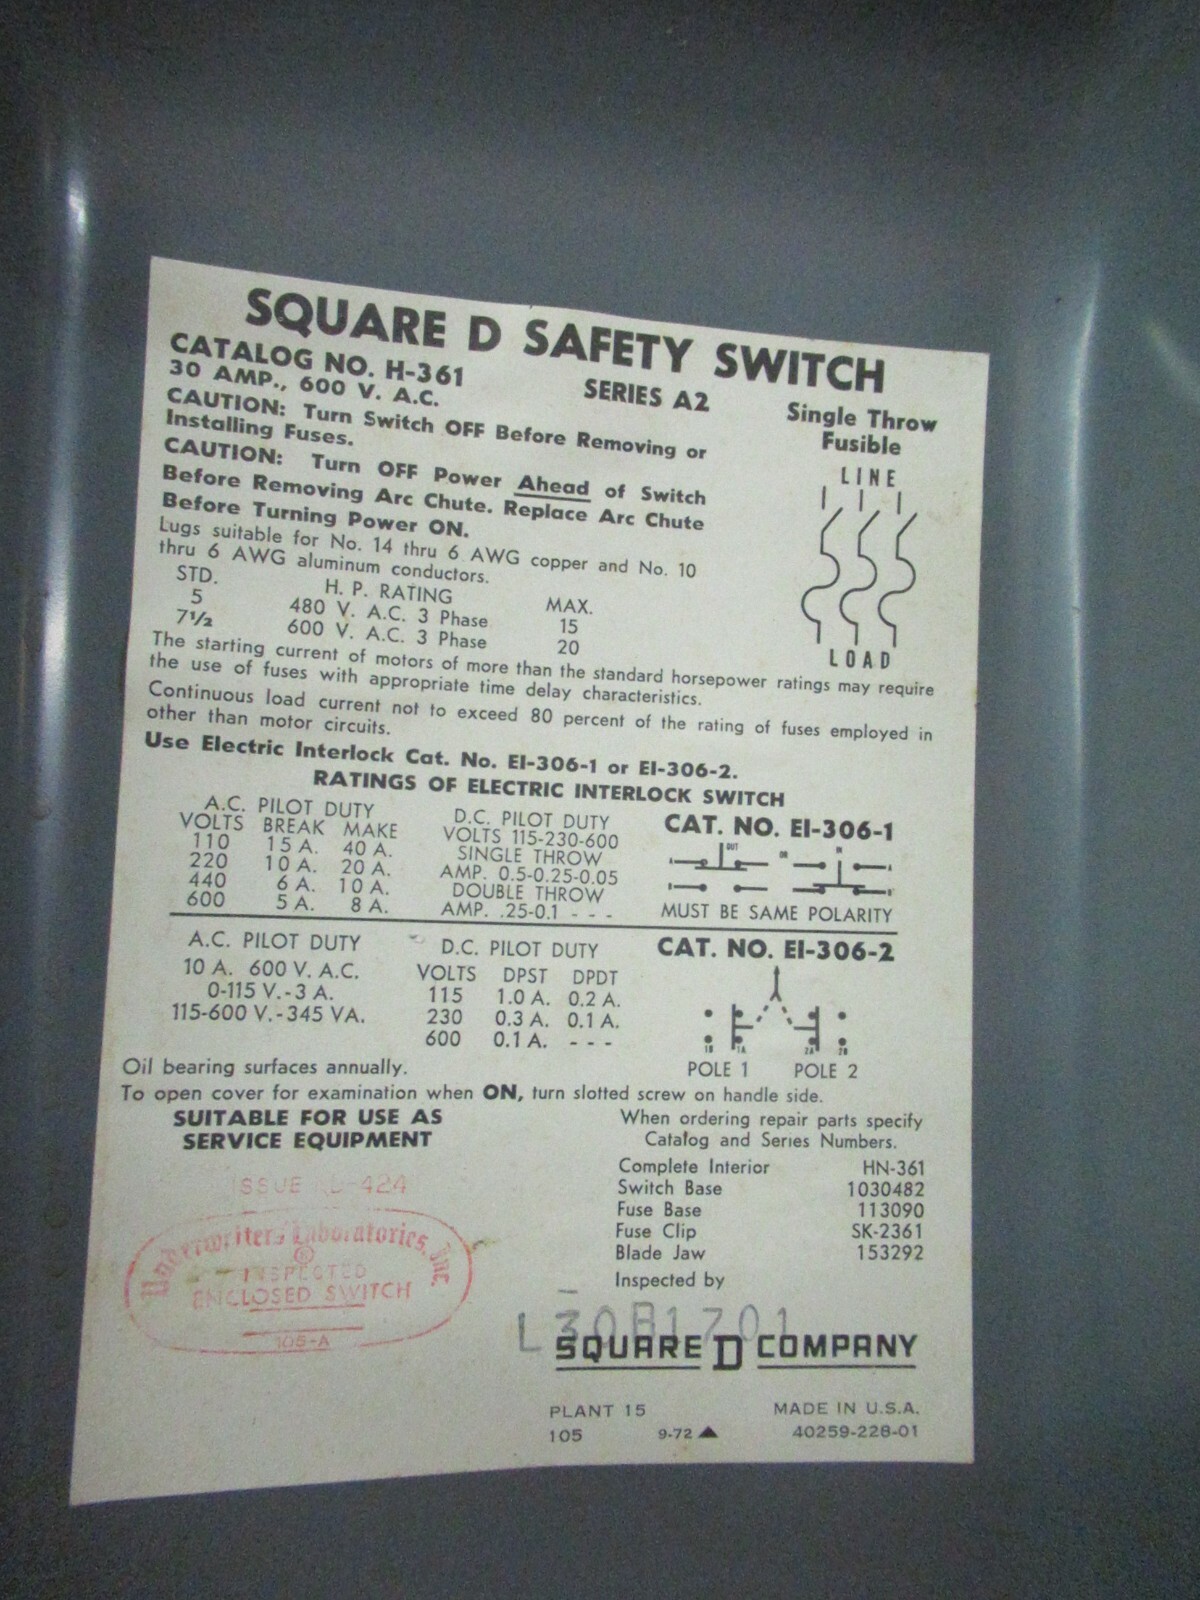 SQUARE D SAFETY SWITCH
CATALOG NO. H-361
SERIES A2
30 AMP., 600 V. A.C.
Single Throw
Fusible
CAUTION: Turn Switch OFF Before Removing or
Installing Fuses.
CAUTION: Turn OFF Power Ahead of Switch
Before Removing Arc Chute. Replace Arc Chute
Before Turning Power ON.
LINE
LOAD
Lugs suitable for No. 14 thru 6 AWG copper and No. 10
thru 6 AWG aluminum conductors.
STD. H. P. RATING MAX.
5 480 V. A.C. 3 Phase 15
7½ 600 V. A.C. 3 Phase 20
The starting current of motors of more than the standard horsepower ratings may require
the use of fuses with appropriate time delay characteristics.
Continuous load current not to exceed 80 percent of the rating of fuses employed in
other than motor circuits.
Use Electric Interlock Cat. No. EI-306-1 or EI-306-2.
RATINGS OF ELECTRIC INTERLOCK SWITCH
A.C. PILOT DUTY
VOLTS BREAK MAKE
110 15 A. 40 A.
220 10 A. 20 A.
440 6 A. 10 A.
600 5 A. 8 A.
D.C. PILOT DUTY
VOLTS 115-230-600
SINGLE THROW
AMP. 0.5-0.25-0.05
DOUBLE THROW
AMP. .25-0.1 - - -
CAT. NO. EI-306-1
OUT
MUST BE SAME POLARITY
A.C. PILOT DUTY
10 A. 600 V. A.C.
0-115 V.-3 A.
115-600 V.-345 VA.
D.C. PILOT DUTY
VOLTS DPST DPDT
115 1.0 A. 0.2 A.
230 0.3 A. 0.1 A.
600 0.1 A. - - -
CAT. NO. EI-306-2
1B 1A 2A 2B
POLE 1 POLE 2
Oil bearing surfaces annually.
To open cover for examination when ON, turn slotted screw on handle side.
SUITABLE FOR USE AS
SERVICE EQUIPMENT
When ordering repair parts specify
Catalog and Series Numbers.
Complete Interior HN-361
Switch Base 1030482
Fuse Base 113090
Fuse Clip SK-2361
Blade Jaw 153292
Inspected by
ISSUE -424
Underwriters' Laboratories, Inc.
®
INSPECTED
ENCLOSED SWITCH
105-A
SQUARE D COMPANY
PLANT 15 MADE IN U.S.A.
105 9-72 ▲ 40259-228-01